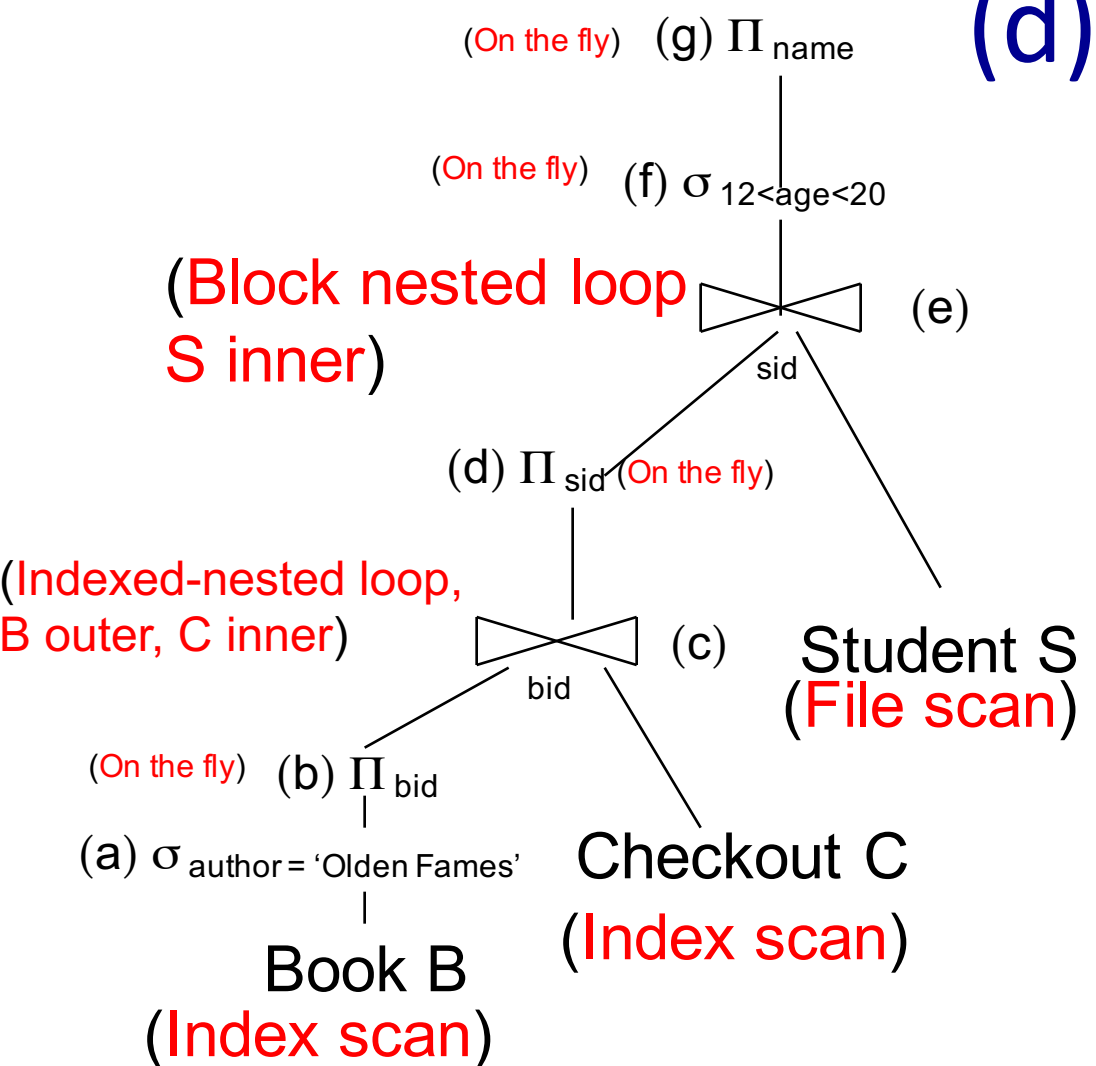 (d)
(On the fly) (g) Π name
(On the fly) (f) σ 12<age<20
(Block nested loop
S inner)
(e)
sid
(d) Π sid (On the fly)
(Indexed-nested loop,
B outer, C inner)
(c)
bid
Student S
(File scan)
(On the fly) (b) Π bid
(a) σ author = ‘Olden Fames’
Checkout C
(Index scan)
Book B
(Index scan)